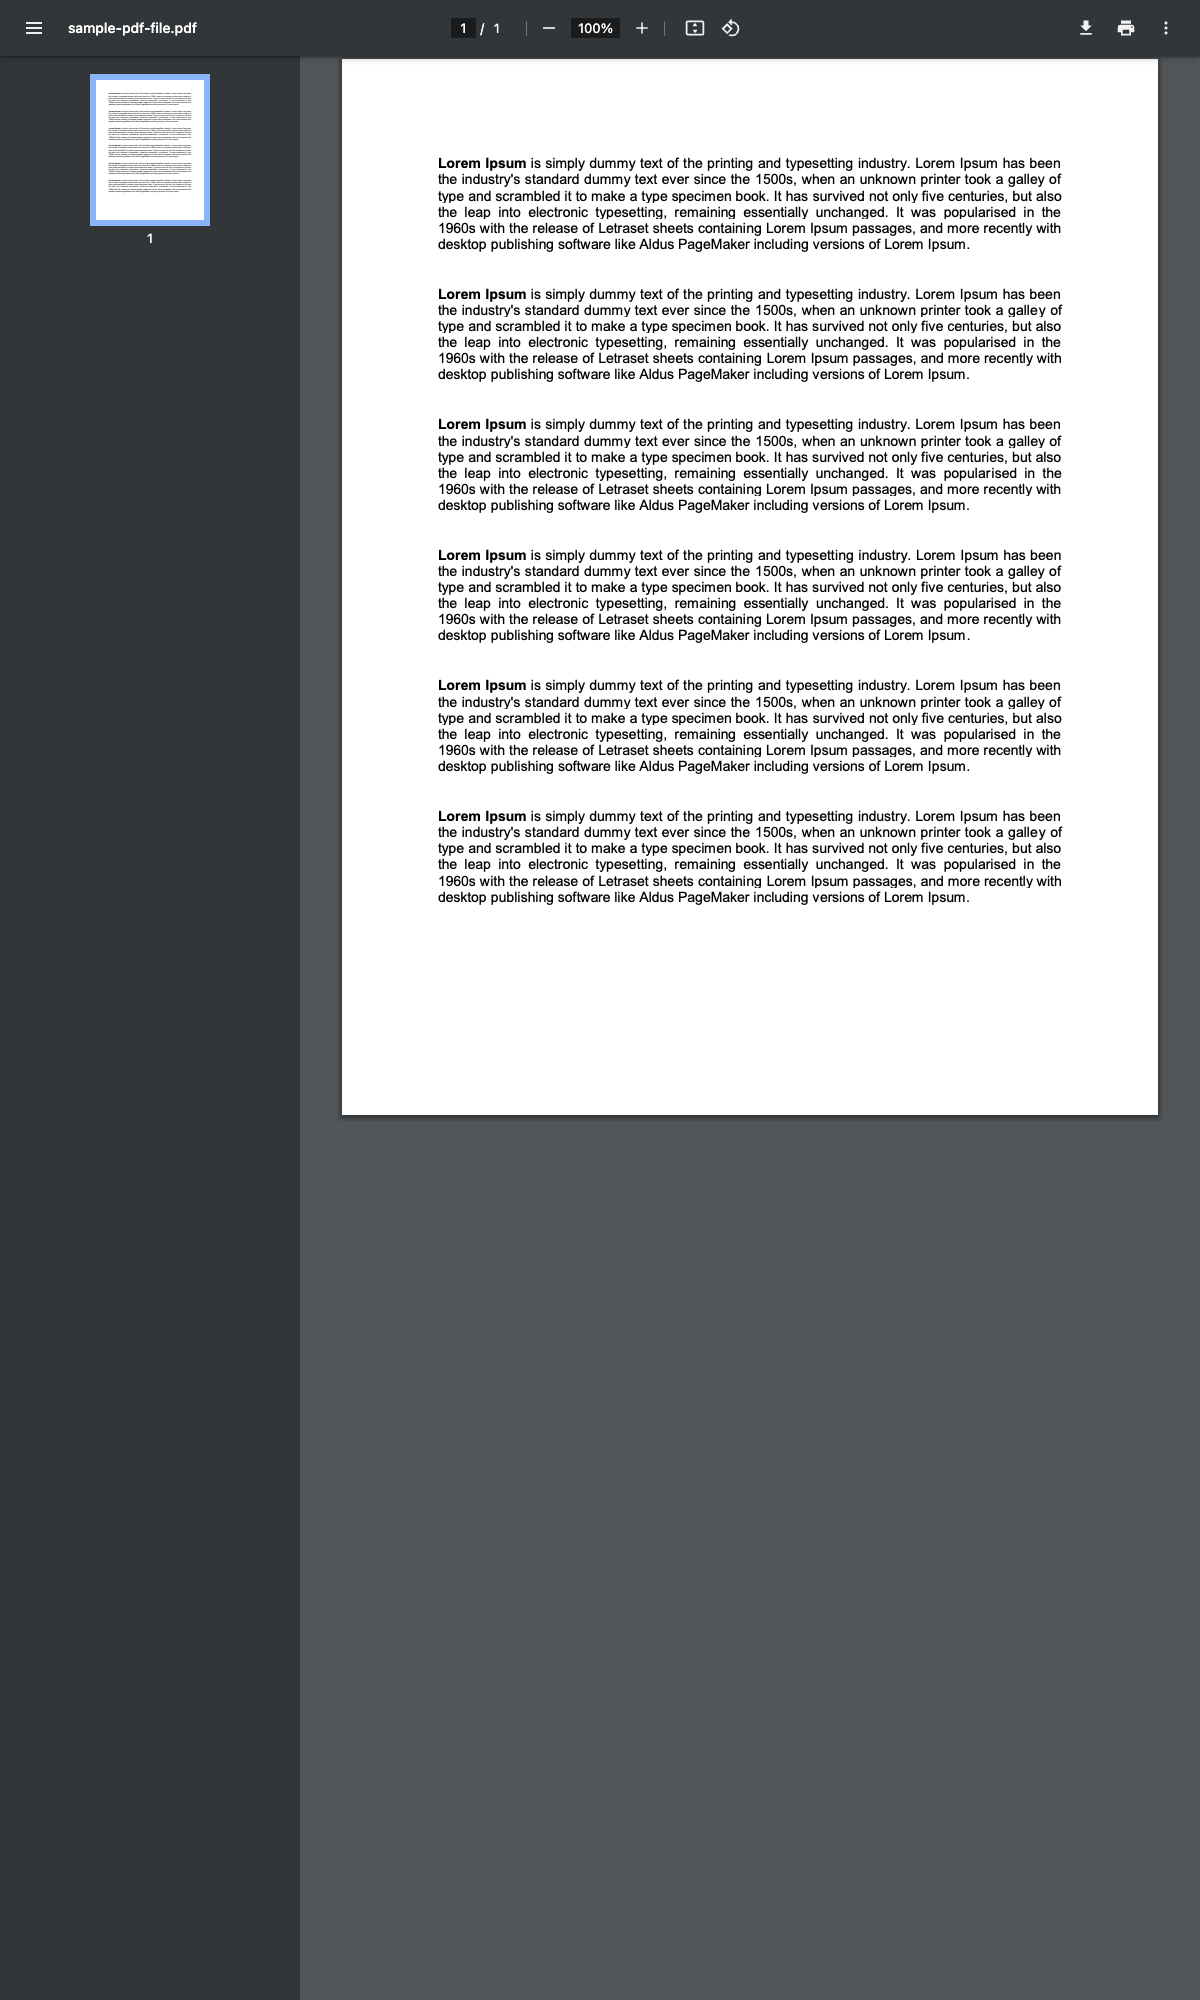 sample-pdf-file.pdf
1 / 1
100%
1
Lorem Ipsum is simply dummy text of the printing and typesetting industry. Lorem Ipsum has been
the industry's standard dummy text ever since the 1500s, when an unknown printer took a galley of
type and scrambled it to make a type specimen book. It has survived not only five centuries, but also
the leap into electronic typesetting, remaining essentially unchanged. It was popularised in the
1960s with the release of Letraset sheets containing Lorem Ipsum passages, and more recently with
desktop publishing software like Aldus PageMaker including versions of Lorem Ipsum.
Lorem Ipsum is simply dummy text of the printing and typesetting industry. Lorem Ipsum has been
the industry's standard dummy text ever since the 1500s, when an unknown printer took a galley of
type and scrambled it to make a type specimen book. It has survived not only five centuries, but also
the leap into electronic typesetting, remaining essentially unchanged. It was popularised in the
1960s with the release of Letraset sheets containing Lorem Ipsum passages, and more recently with
desktop publishing software like Aldus PageMaker including versions of Lorem Ipsum.
Lorem Ipsum is simply dummy text of the printing and typesetting industry. Lorem Ipsum has been
the industry's standard dummy text ever since the 1500s, when an unknown printer took a galley of
type and scrambled it to make a type specimen book. It has survived not only five centuries, but also
the leap into electronic typesetting, remaining essentially unchanged. It was popularised in the
1960s with the release of Letraset sheets containing Lorem Ipsum passages, and more recently with
desktop publishing software like Aldus PageMaker including versions of Lorem Ipsum.
Lorem Ipsum is simply dummy text of the printing and typesetting industry. Lorem Ipsum has been
the industry's standard dummy text ever since the 1500s, when an unknown printer took a galley of
type and scrambled it to make a type specimen book. It has survived not only five centuries, but also
the leap into electronic typesetting, remaining essentially unchanged. It was popularised in the
1960s with the release of Letraset sheets containing Lorem Ipsum passages, and more recently with
desktop publishing software like Aldus PageMaker including versions of Lorem Ipsum.
Lorem Ipsum is simply dummy text of the printing and typesetting industry. Lorem Ipsum has been
the industry's standard dummy text ever since the 1500s, when an unknown printer took a galley of
type and scrambled it to make a type specimen book. It has survived not only five centuries, but also
the leap into electronic typesetting, remaining essentially unchanged. It was popularised in the
1960s with the release of Letraset sheets containing Lorem Ipsum passages, and more recently with
desktop publishing software like Aldus PageMaker including versions of Lorem Ipsum.
Lorem Ipsum is simply dummy text of the printing and typesetting industry. Lorem Ipsum has been
the industry's standard dummy text ever since the 1500s, when an unknown printer took a galley of
type and scrambled it to make a type specimen book. It has survived not only five centuries, but also
the leap into electronic typesetting, remaining essentially unchanged. It was popularised in the
1960s with the release of Letraset sheets containing Lorem Ipsum passages, and more recently with
desktop publishing software like Aldus PageMaker including versions of Lorem Ipsum.